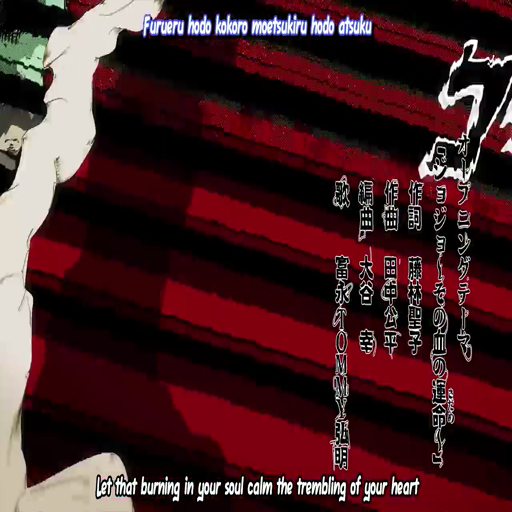 Furueru hodo kokoro moetsukiru hodo atsuku
オープニングテーマ
「ジョジョ～その血の運命～」
さだめ
作詞 藤林聖子
作曲 田中公平
編曲 大谷 幸
歌 富永TOMMY弘明
Let that burning in your soul calm the trembling of your heart